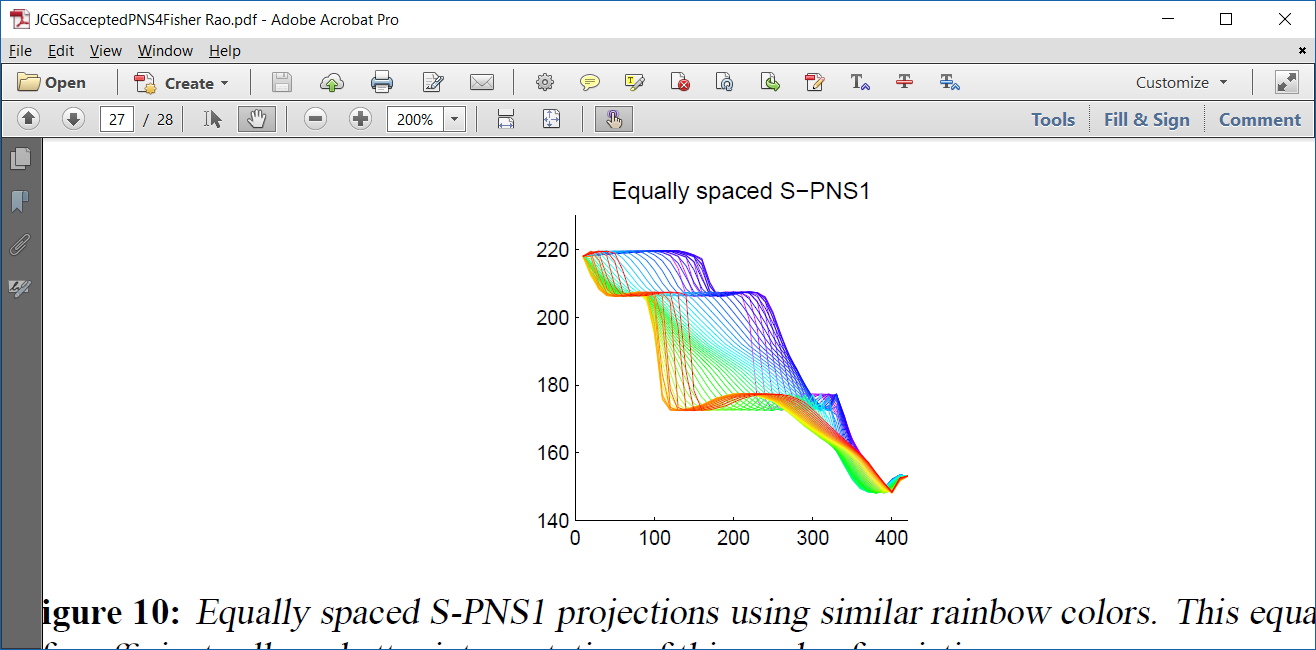 JCGSacceptedPNS4Fisher Rao.pdf - Adobe Acrobat Pro
File Edit View Window Help
Open Create Customize
27 / 28 200% Tools Fill & Sign Comment
Equally spaced S−PNS1
220
200
180
160
140
0 100 200 300 400
igure 10: Equally spaced S-PNS1 projections using similar rainbow colors. This equa